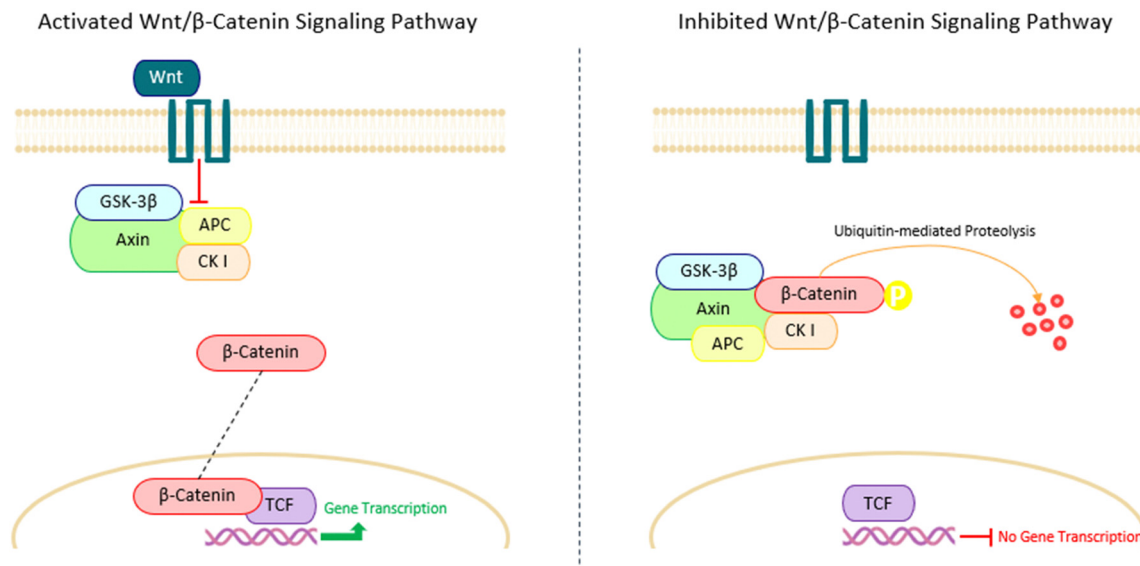 Activated Wnt/β-Catenin Signaling Pathway
Wnt
GSK-3β
Axin
APC
CK I
β-Catenin
β-Catenin
TCF
Gene Transcription
Inhibited Wnt/β-Catenin Signaling Pathway
Ubiquitin-mediated Proteolysis
GSK-3β
β-Catenin
P
Axin
CK I
APC
TCF
No Gene Transcription